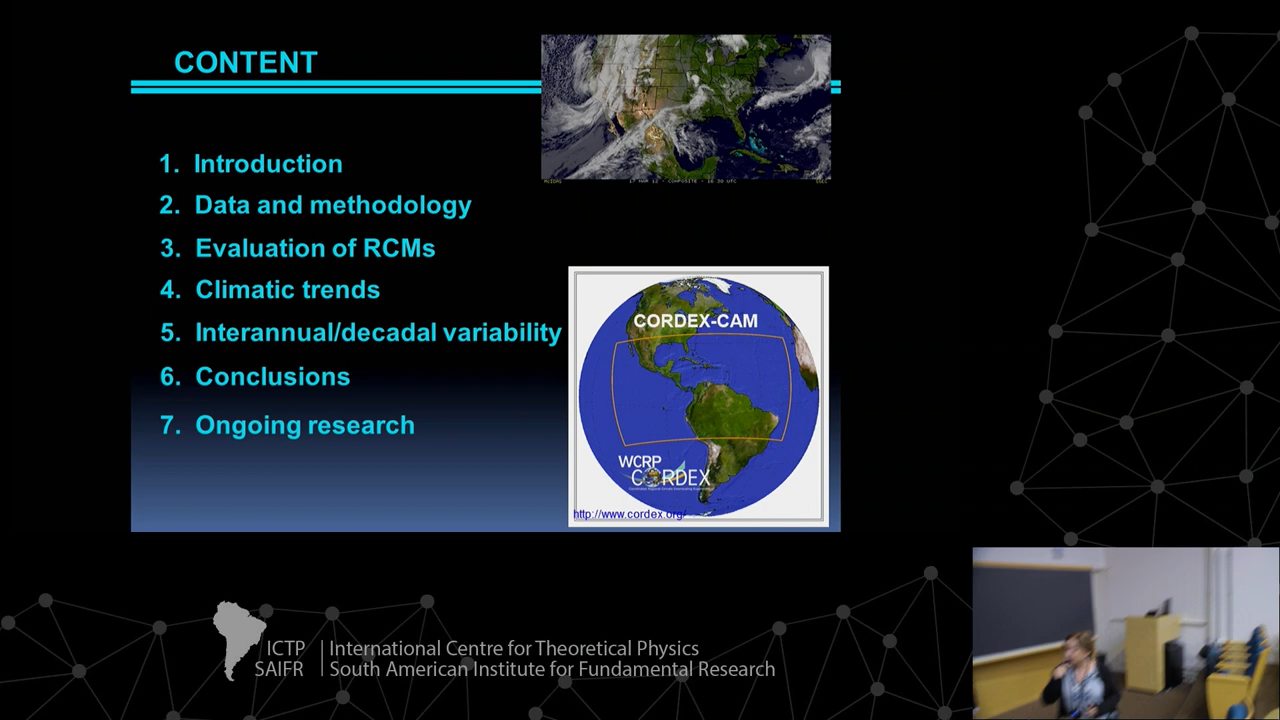 CONTENT
1. Introduction
2. Data and methodology
3. Evaluation of RCMs
4. Climatic trends
5. Interannual/decadal variability
6. Conclusions
7. Ongoing research
CORDEX-CAM
WCRP
CORDEX
http://www.cordex.org/
ICTP
SAIFR
International Centre for Theoretical Physics
South American Institute for Fundamental Research